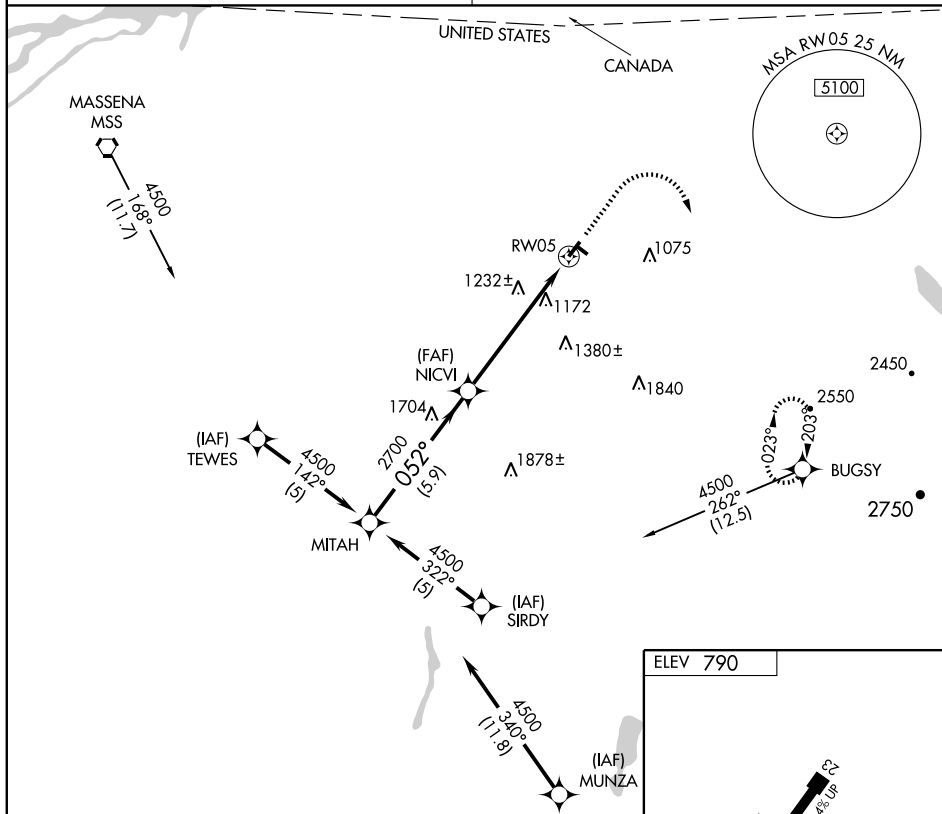 UNITED STATES
CANADA
MSA RW05 25 NM
5100
MASSENA
MSS
4500
168°
(11.7)
RW05
1075
1232±
1172
1380±
(FAF)
NICVI
1840
1704
2450
2550
(IAF)
TEWES
4500
142°
(5)
2700
052°
(5.9)
1878±
023°
203°
BUGSY
4500
262°
(12.5)
2750
MITAH
4500
322°
(5)
(IAF)
SIRDY
4500
340°
(11.8)
(IAF)
MUNZA
ELEV 790
23
4% UP